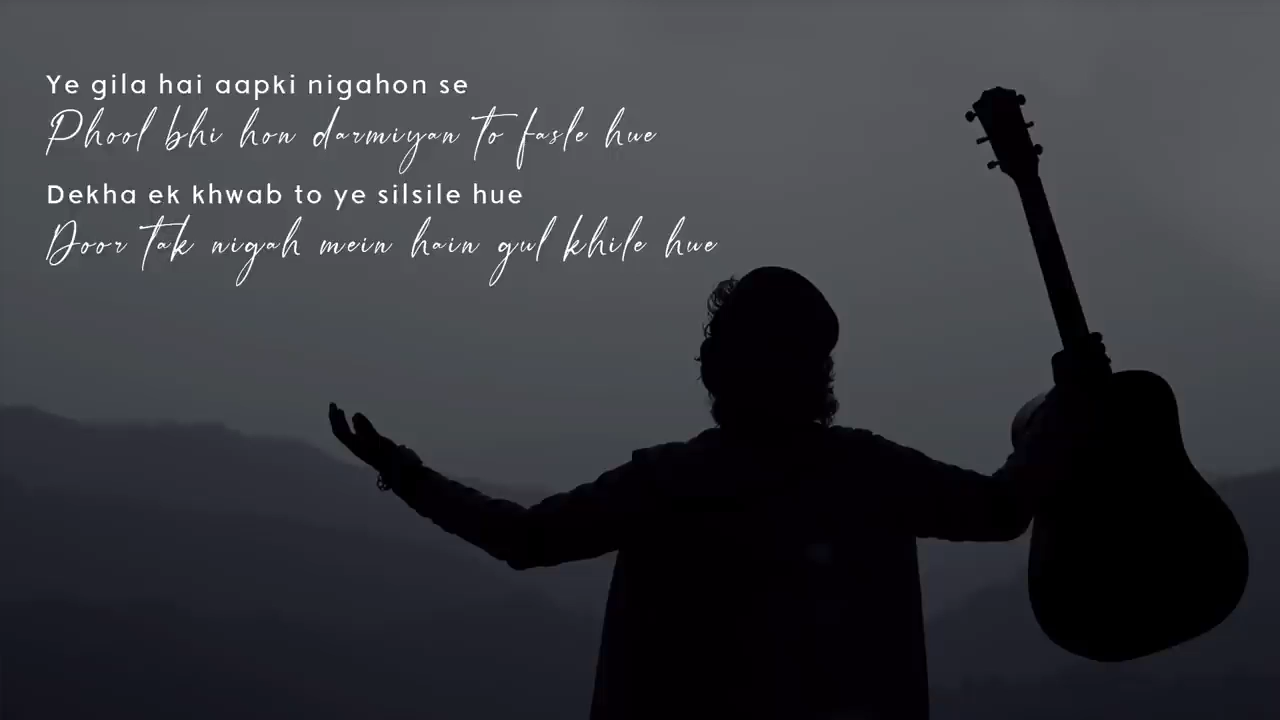 Ye gila hai aapki nigahon se
Phool bhi hon darmiyan to fasle hue
Dekha ek khwab to ye silsile hue
Door tak nigah mein hain gul khile hue